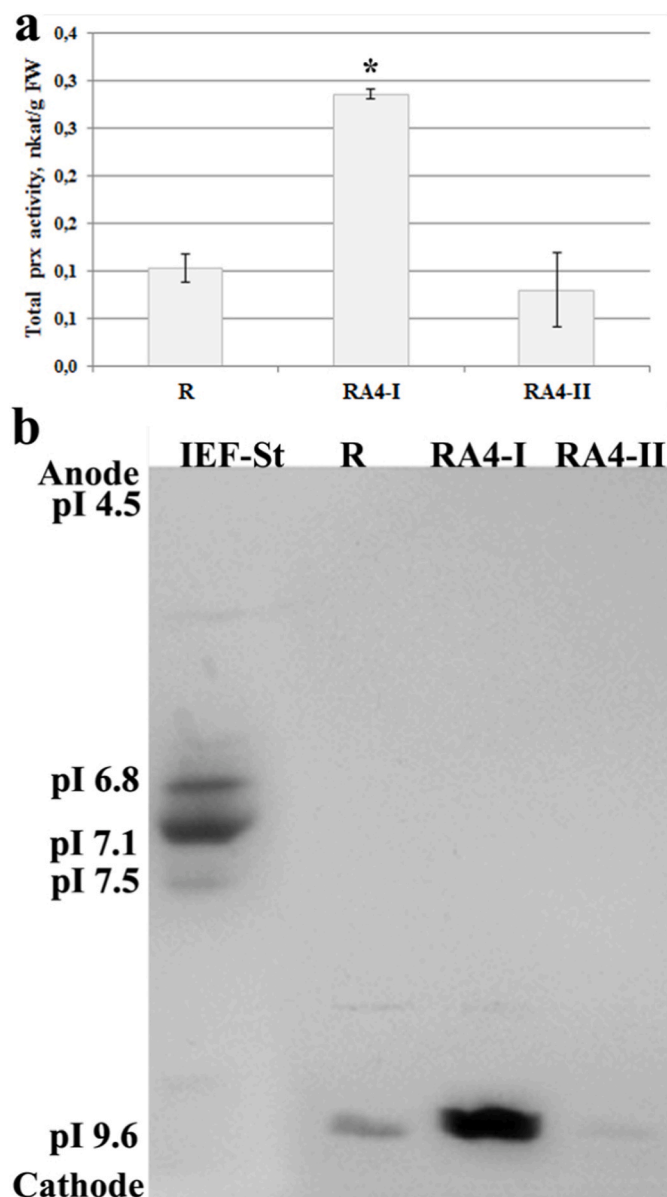 a
Total prx activity, nkat/g FW
0,4
0,3
0,3
0,2
0,2
0,1
0,1
0,0
*
R RA4-I RA4-II
b
IEF-St R RA4-I RA4-II
Anode
pI 4.5
pI 6.8
pI 7.1
pI 7.5
pI 9.6
Cathode